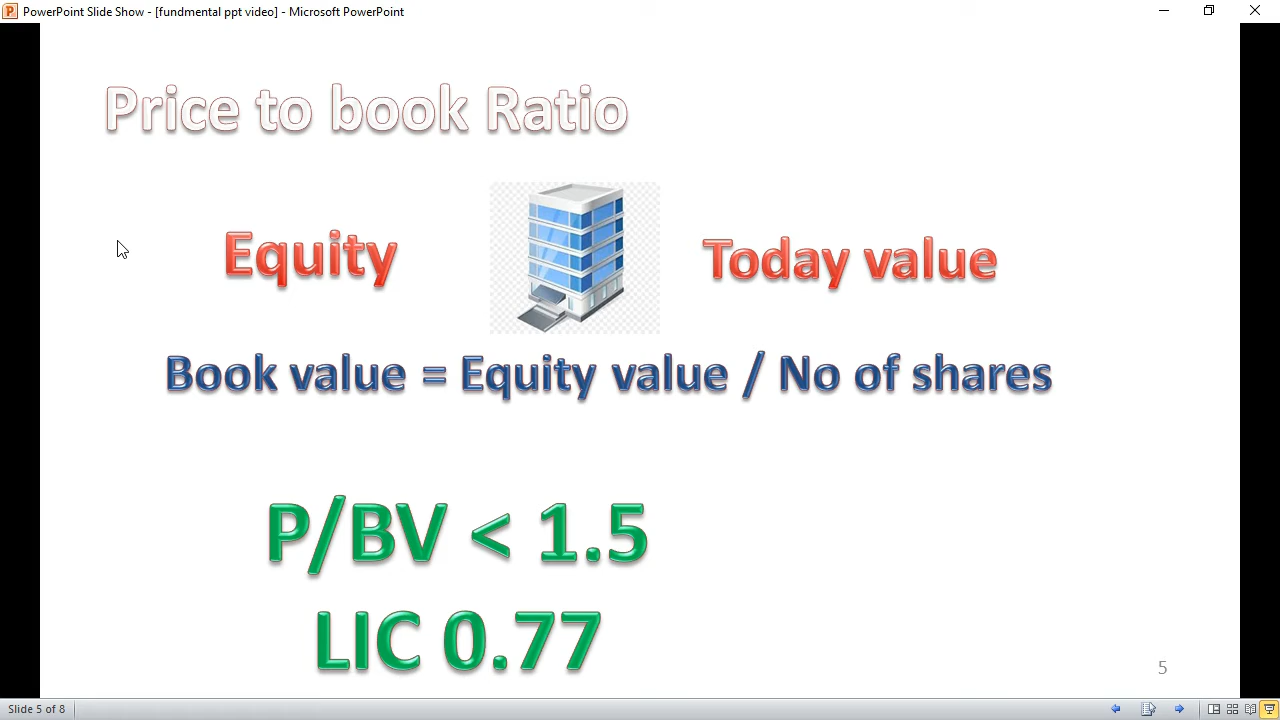 PowerPoint Slide Show - [fundmental ppt video] - Microsoft PowerPoint
Price to book Ratio
Equity
Today value
Book value = Equity value / No of shares
P/BV < 1.5
LIC 0.77
5
Slide 5 of 8